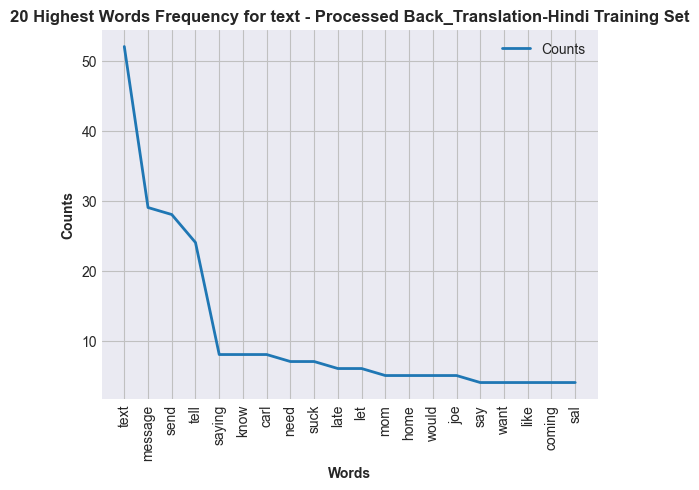 20 Highest Words Frequency for text - Processed Back_Translation-Hindi Training Set
Counts
50
40
30
20
10
Counts
text
message
send
tell
saying
know
carl
need
suck
late
let
mom
home
would
joe
say
want
like
coming
sal
Words